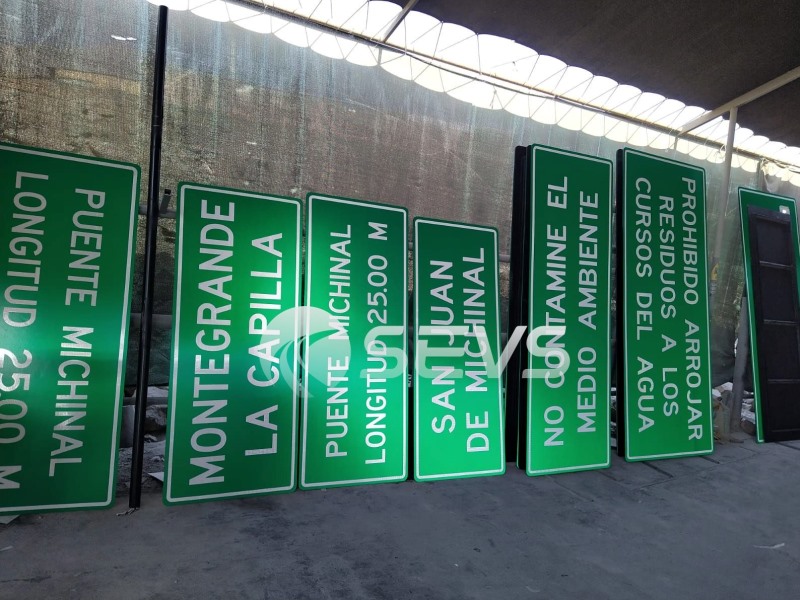 PUENTE MICHINAL
LONGITUD 25.00 M
MONTEGRANDE
LA CAPILLA
PUENTE MICHINAL
LONGITUD 25.00 M
SAN JUAN
DE MICHINAL
NO CONTAMINE EL
MEDIO AMBIENTE
PROHIBIDO ARROJAR
RESIDUOS A LOS
CURSOS DEL AGUA
SEVS